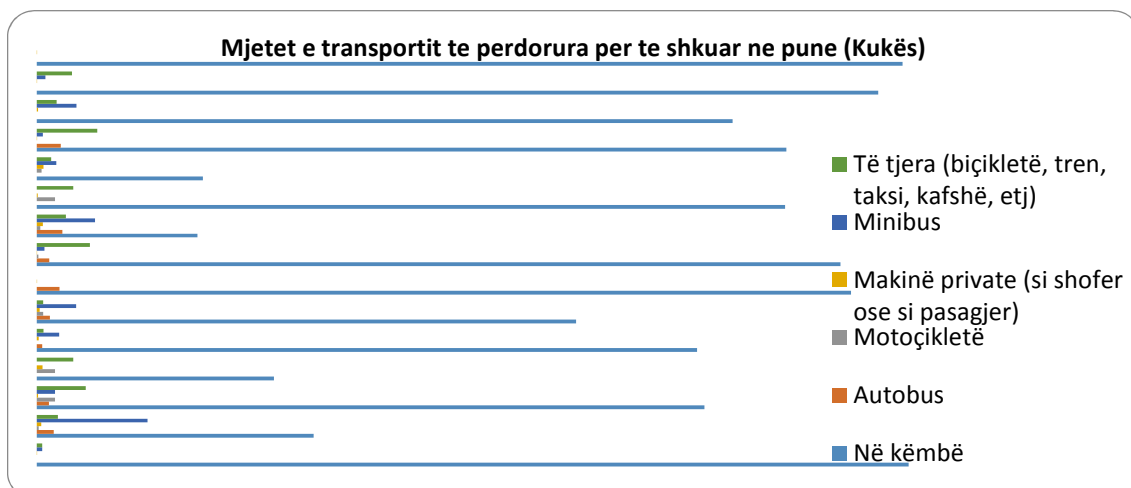 Mjetet e transportit te perdorura per te shkuar ne pune (Kukës)
Të tjera (biçikletë, tren,
taksi, kafshë, etj)
Minibus
Makinë private (si shofer
ose si pasagjer)
Motoçikletë
Autobus
Në këmbë